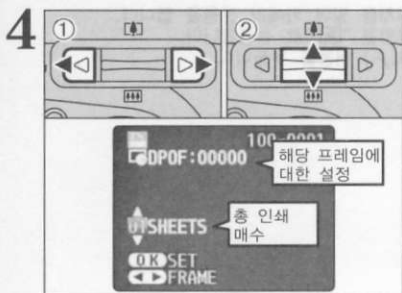 4
① ②
100-0001
DPOF:00000
해당 프레임에
대한 설정
01SHEETS
총 인쇄
매수
OK SET
FRAME